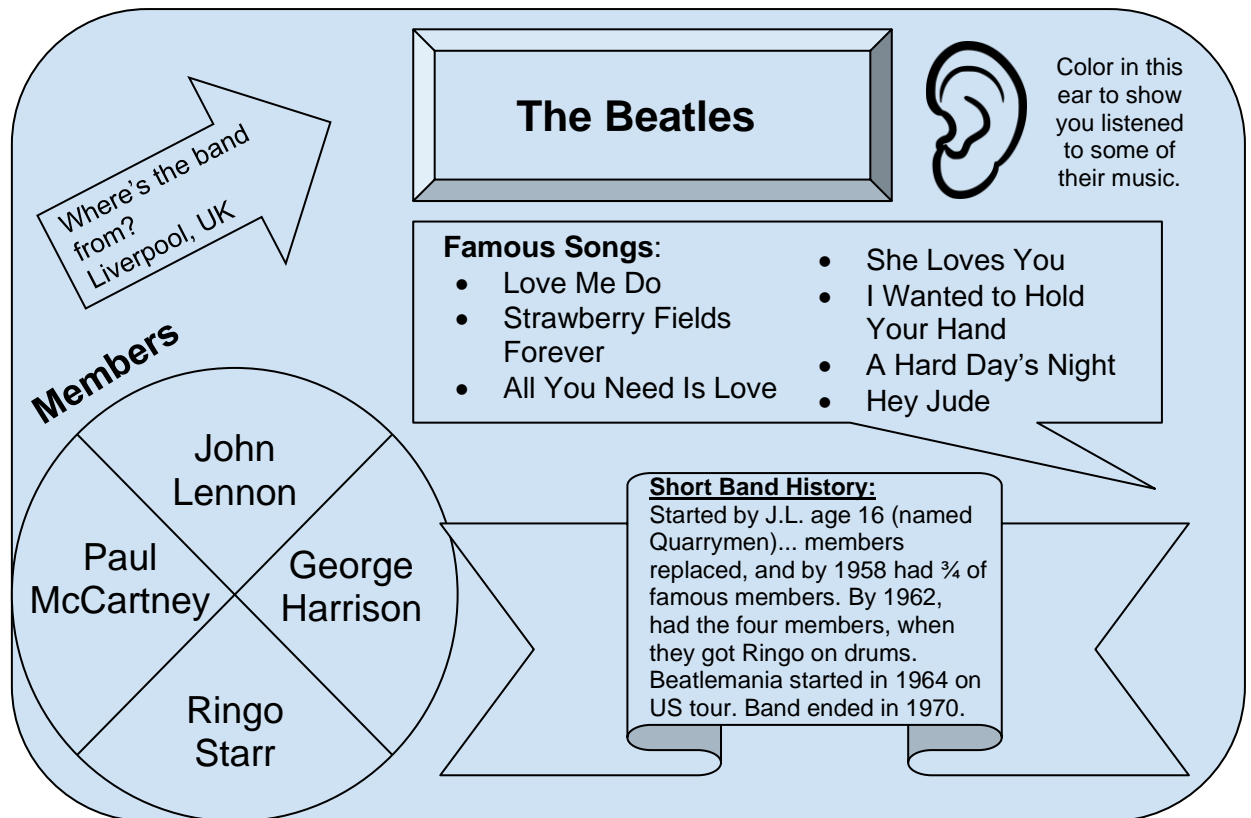 The Beatles
Color in this
ear to show
you listened
to some of
their music.
Where's the band
from?
Liverpool, UK
Famous Songs:
• Love Me Do
• Strawberry Fields
Forever
• All You Need Is Love
• She Loves You
• I Wanted to Hold
Your Hand
• A Hard Day's Night
• Hey Jude
Members
John
Lennon
Paul
McCartney
George
Harrison
Ringo
Starr
Short Band History:
Started by J.L. age 16 (named
Quarrymen)... members
replaced, and by 1958 had ¾ of
famous members. By 1962,
had the four members, when
they got Ringo on drums.
Beatlemania started in 1964 on
US tour. Band ended in 1970.